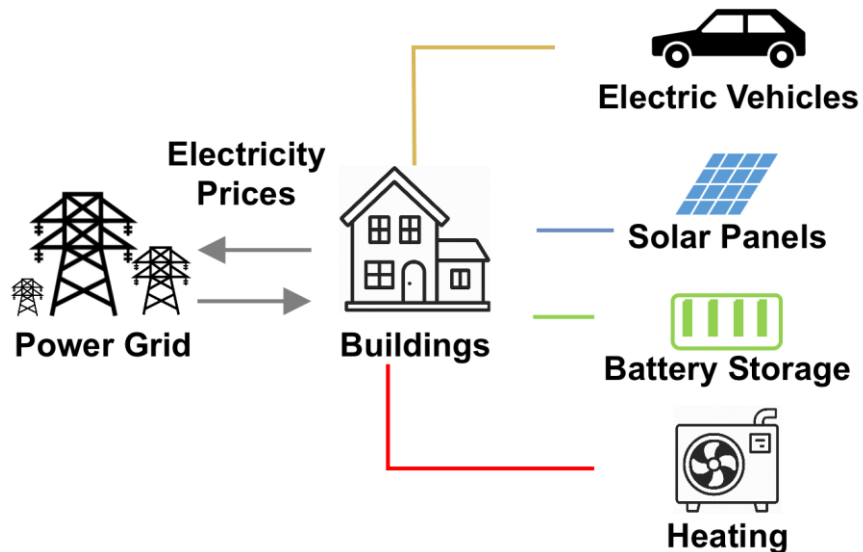 Electric Vehicles
Electricity
Prices
Solar Panels
Power Grid
Buildings
Battery Storage
Heating